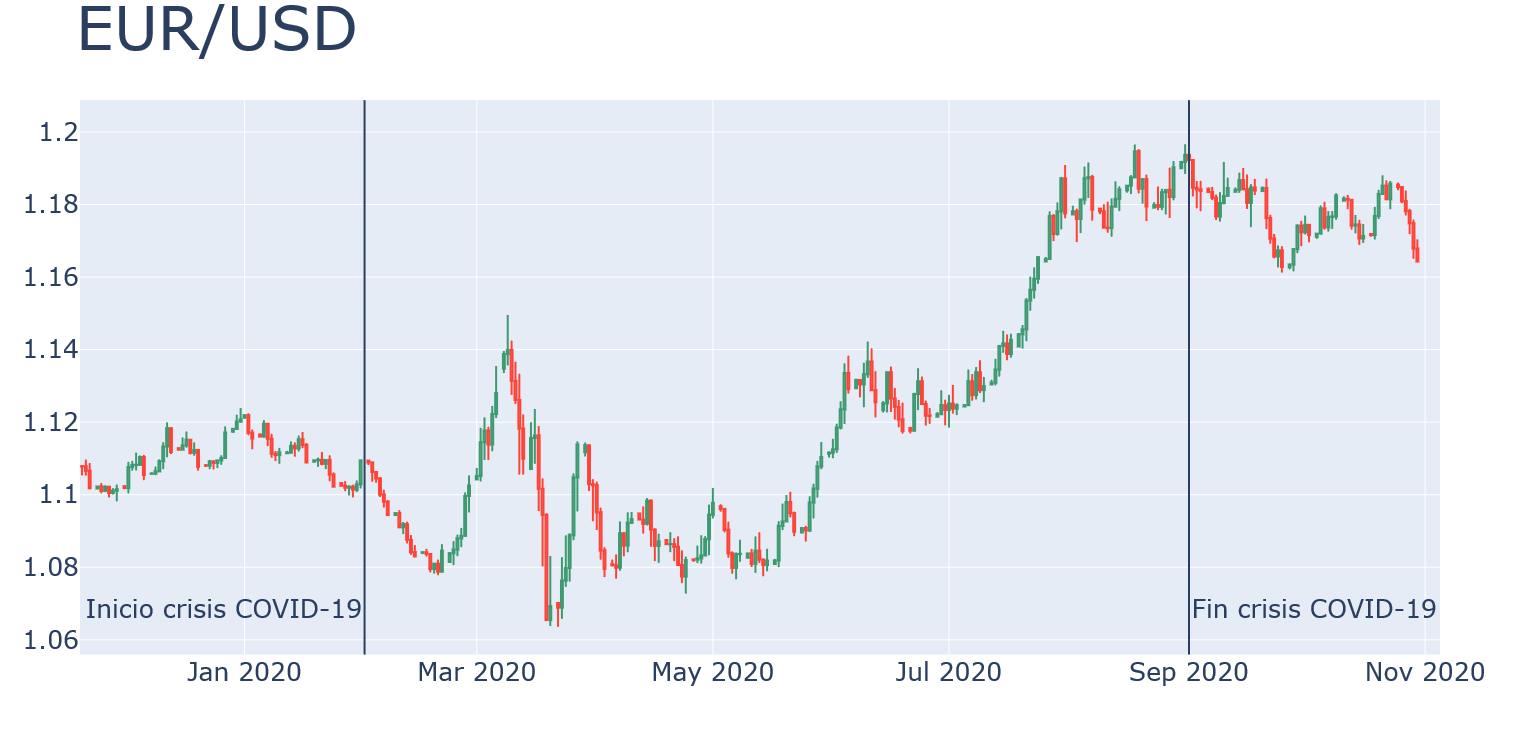 EUR/USD
1.2
1.18
1.16
1.14
1.12
1.1
1.08
1.06
Inicio crisis COVID-19
Fin crisis COVID-19
Jan 2020
Mar 2020
May 2020
Jul 2020
Sep 2020
Nov 2020